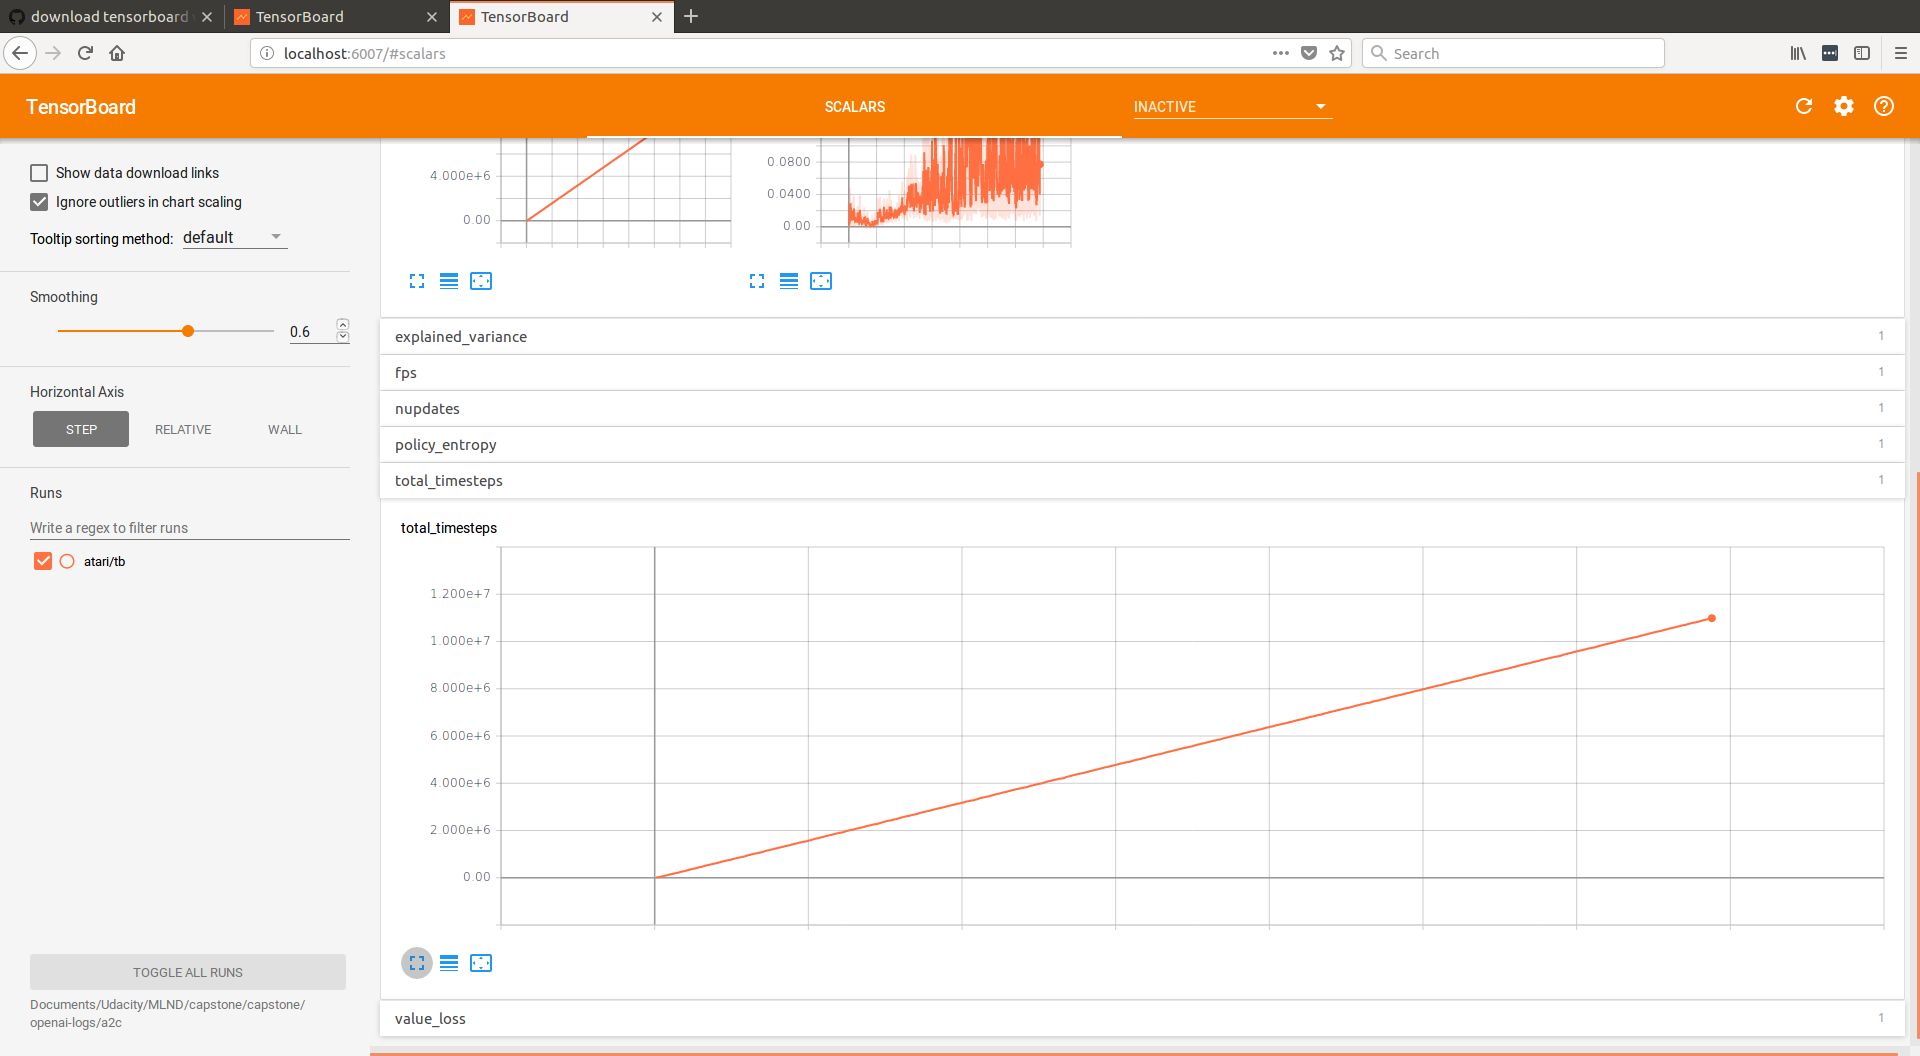 download tensorboard
TensorBoard
TensorBoard
localhost:6007/#scalars
Search
TensorBoard
SCALARS
INACTIVE
Show data download links
Ignore outliers in chart scaling
Tooltip sorting method: default
Smoothing
0.6
Horizontal Axis
STEP
RELATIVE
WALL
Runs
Write a regex to filter runs
atari/tb
TOGGLE ALL RUNS
Documents/Udacity/MLND/capstone/capstone/
openai-logs/a2c
4.000e+6
0.00
0.0800
0.0400
0.00
explained_variance 1
fps 1
nupdates 1
policy_entropy 1
total_timesteps 1
total_timesteps
1.200e+7
1.000e+7
8.000e+6
6.000e+6
4.000e+6
2.000e+6
0.00
value_loss 1